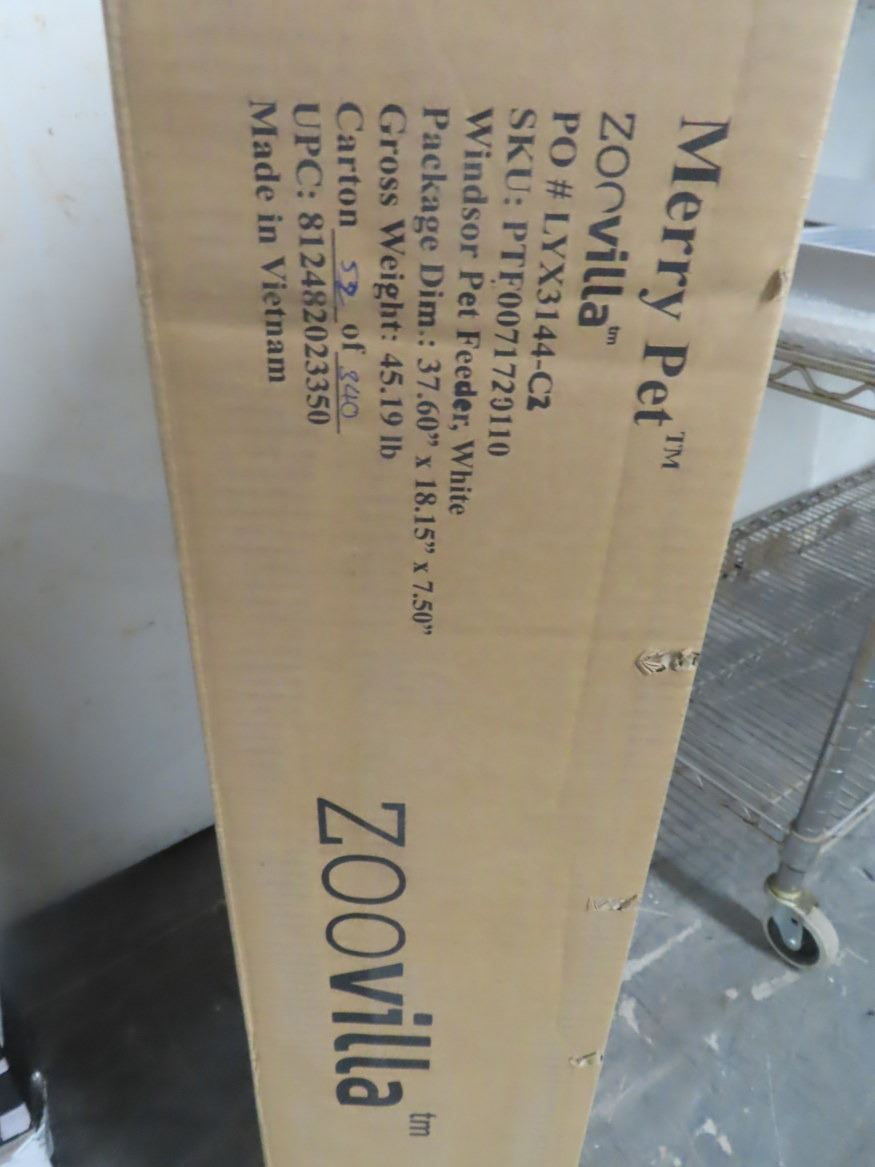 Merry Pet™
zoovilla™
PO # LYX3144-C2
SKU: PTF0071720110
Windsor Pet Feeder, White
Package Dim.: 37.60” x 18.15” x 7.50”
Gross Weight: 45.19 lb
Carton 52 of 840
UPC: 812482023350
Made in Vietnam
zoovilla™